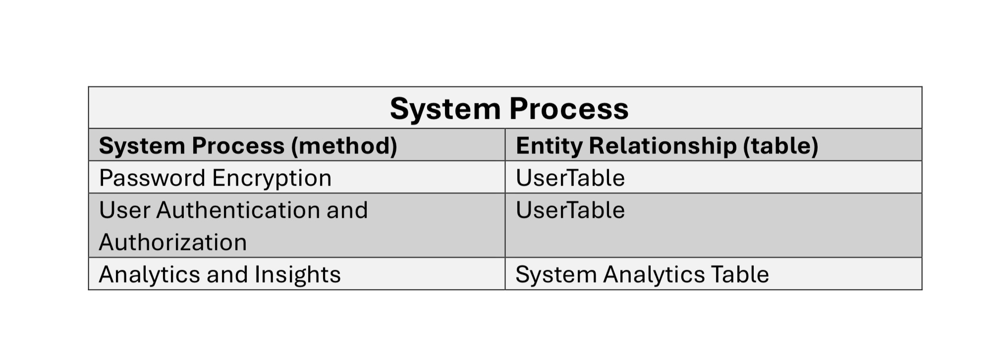 System Process
System Process (method)
Entity Relationship (table)
Password Encryption
UserTable
User Authentication and
Authorization
UserTable
Analytics and Insights
System Analytics Table